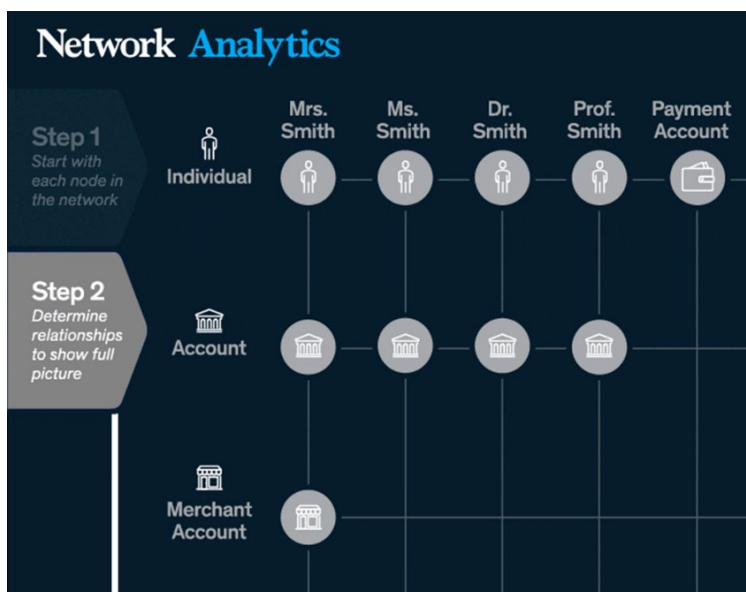 Network Analytics
Step 1
Start with
each node in
the network
Individual
Mrs.
Smith
Ms.
Smith
Dr.
Smith
Prof.
Smith
Payment
Account
Step 2
Determine
relationships
to show full
picture
Account
Merchant
Account